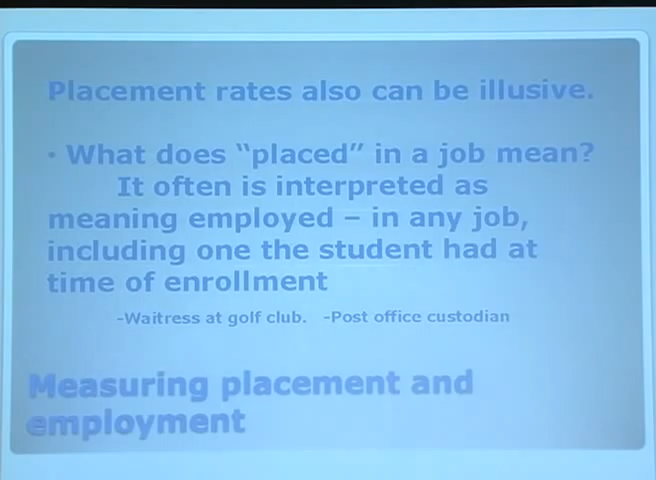 Placement rates also can be illusive.
• What does “placed” in a job mean?
It often is interpreted as
meaning employed – in any job,
including one the student had at
time of enrollment
-Waitress at golf club.   -Post office custodian
Measuring placement and
employment